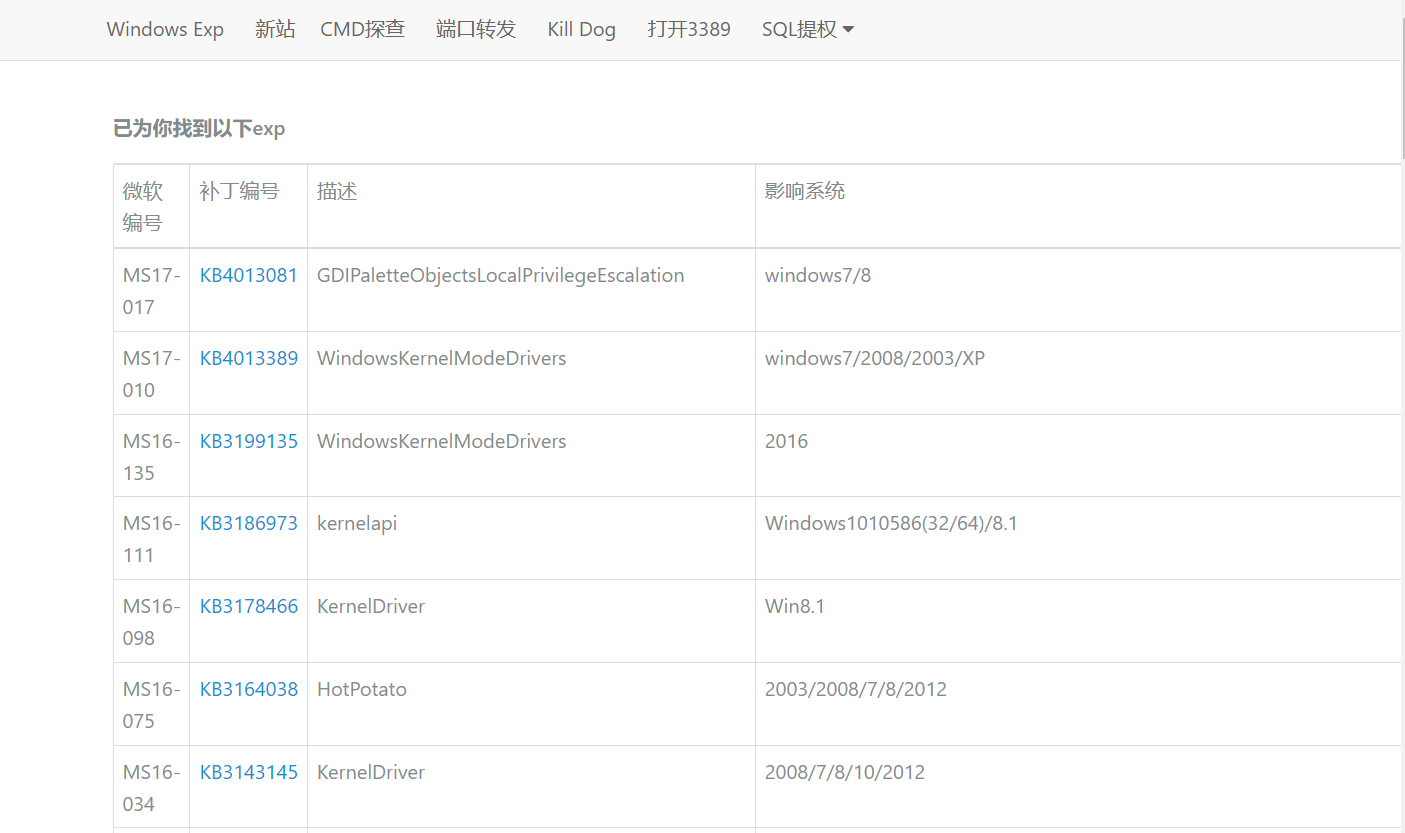 Windows Exp 新站 CMD探查 端口转发 Kill Dog 打开3389 SQL提权
已为你找到以下exp
微软编号 补丁编号 描述 影响系统
MS17-017 KB4013081 GDIPaletteObjectsLocalPrivilegeEscalation windows7/8
MS17-010 KB4013389 WindowsKernelModeDrivers windows7/2008/2003/XP
MS16-135 KB3199135 WindowsKernelModeDrivers 2016
MS16-111 KB3186973 kernelapi Windows1010586(32/64)/8.1
MS16-098 KB3178466 KernelDriver Win8.1
MS16-075 KB3164038 HotPotato 2003/2008/7/8/2012
MS16-034 KB3143145 KernelDriver 2008/7/8/10/2012